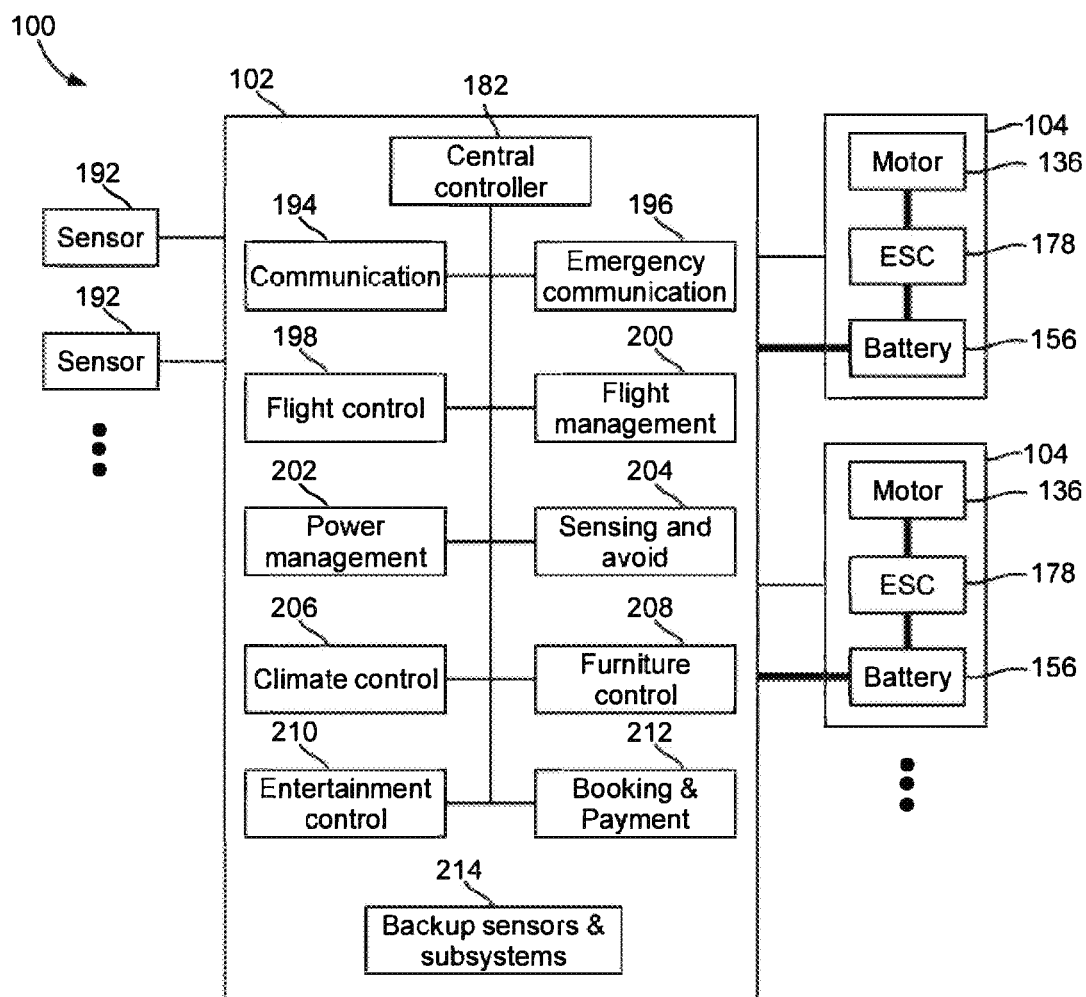 100
102
182
Central
controller
192
Sensor
192
Sensor
194
Communication
196
Emergency
communication
198
Flight control
200
Flight
management
202
Power
management
204
Sensing and
avoid
206
Climate control
208
Furniture
control
210
Entertainment
control
212
Booking &
Payment
214
Backup sensors &
subsystems
104
Motor
136
ESC
178
Battery
156
104
Motor
136
ESC
178
Battery
156